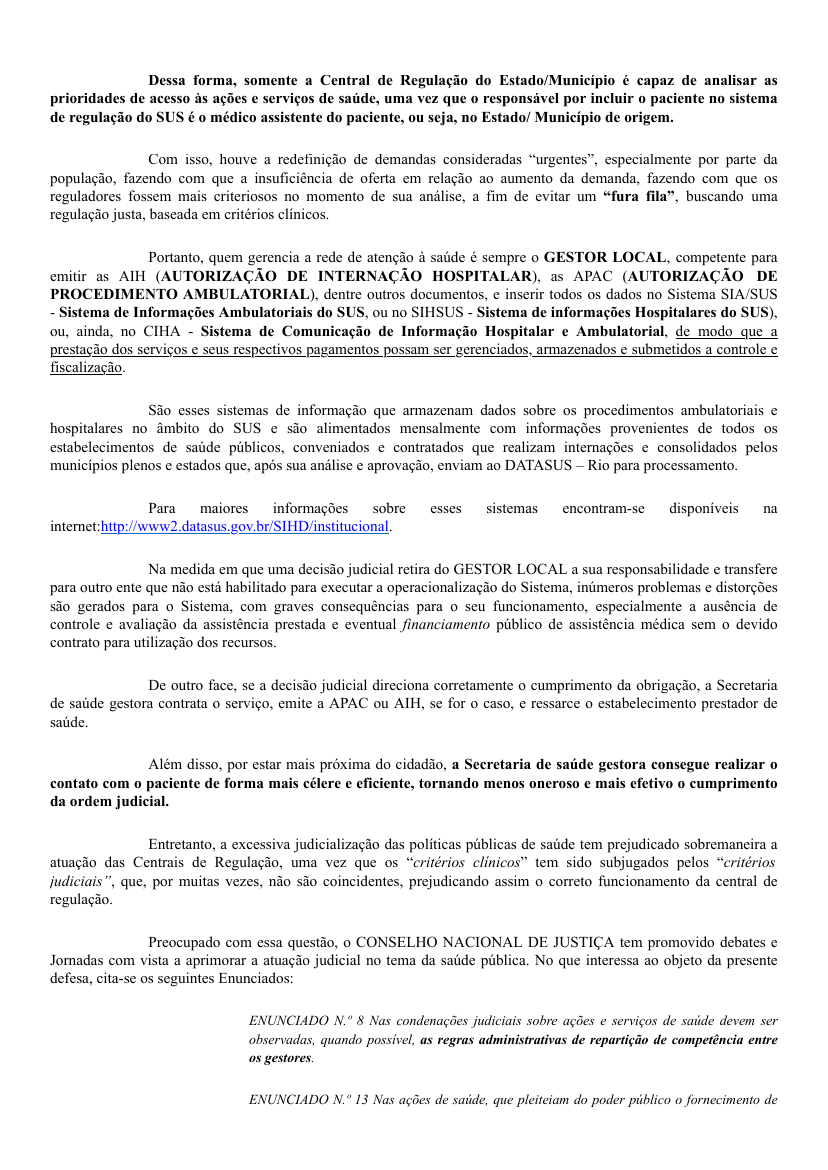 Dessa forma, somente a Central de Regulação do Estado/Município é capaz de analisar as
prioridades de acesso às ações e serviços de saúde, uma vez que o responsável por incluir o paciente no sistema
de regulação do SUS é o médico assistente do paciente, ou seja, no Estado/ Município de origem.
Com isso, houve a redefinição de demandas consideradas “urgentes”, especialmente por parte da
população, fazendo com que a insuficiência de oferta em relação ao aumento da demanda, fazendo com que os
reguladores fossem mais criteriosos no momento de sua análise, a fim de evitar um “fura fila”, buscando uma
regulação justa, baseada em critérios clínicos.
Portanto, quem gerencia a rede de atenção à saúde é sempre o GESTOR LOCAL, competente para
emitir as AIH (AUTORIZAÇÃO DE INTERNAÇÃO HOSPITALAR), as APAC (AUTORIZAÇÃO DE
PROCEDIMENTO AMBULATORIAL), dentre outros documentos, e inserir todos os dados no Sistema SIA/SUS
- Sistema de Informações Ambulatoriais do SUS, ou no SIHSUS - Sistema de informações Hospitalares do SUS),
ou, ainda, no CIHA - Sistema de Comunicação de Informação Hospitalar e Ambulatorial, de modo que a
prestação dos serviços e seus respectivos pagamentos possam ser gerenciados, armazenados e submetidos a controle e
fiscalização.
São esses sistemas de informação que armazenam dados sobre os procedimentos ambulatoriais e
hospitalares no âmbito do SUS e são alimentados mensalmente com informações provenientes de todos os
estabelecimentos de saúde públicos, conveniados e contratados que realizam internações e consolidados pelos
municípios plenos e estados que, após sua análise e aprovação, enviam ao DATASUS – Rio para processamento.
Para maiores informações sobre esses sistemas encontram-se disponíveis na
internet:http://www2.datasus.gov.br/SIHD/institucional.
Na medida em que uma decisão judicial retira do GESTOR LOCAL a sua responsabilidade e transfere
para outro ente que não está habilitado para executar a operacionalização do Sistema, inúmeros problemas e distorções
são gerados para o Sistema, com graves consequências para o seu funcionamento, especialmente a ausência de
controle e avaliação da assistência prestada e eventual financiamento público de assistência médica sem o devido
contrato para utilização dos recursos.
De outro face, se a decisão judicial direciona corretamente o cumprimento da obrigação, a Secretaria
de saúde gestora contrata o serviço, emite a APAC ou AIH, se for o caso, e ressarce o estabelecimento prestador de
saúde.
Além disso, por estar mais próxima do cidadão, a Secretaria de saúde gestora consegue realizar o
contato com o paciente de forma mais célere e eficiente, tornando menos oneroso e mais efetivo o cumprimento
da ordem judicial.
Entretanto, a excessiva judicialização das políticas públicas de saúde tem prejudicado sobremaneira a
atuação das Centrais de Regulação, uma vez que os “critérios clínicos” tem sido subjugados pelos “critérios
judiciais”, que, por muitas vezes, não são coincidentes, prejudicando assim o correto funcionamento da central de
regulação.
Preocupado com essa questão, o CONSELHO NACIONAL DE JUSTIÇA tem promovido debates e
Jornadas com vista a aprimorar a atuação judicial no tema da saúde pública. No que interessa ao objeto da presente
defesa, cita-se os seguintes Enunciados:
ENUNCIADO N.º 8 Nas condenações judiciais sobre ações e serviços de saúde devem ser
observadas, quando possível, as regras administrativas de repartição de competência entre
os gestores.
ENUNCIADO N.º 13 Nas ações de saúde, que pleiteiam do poder público o fornecimento de